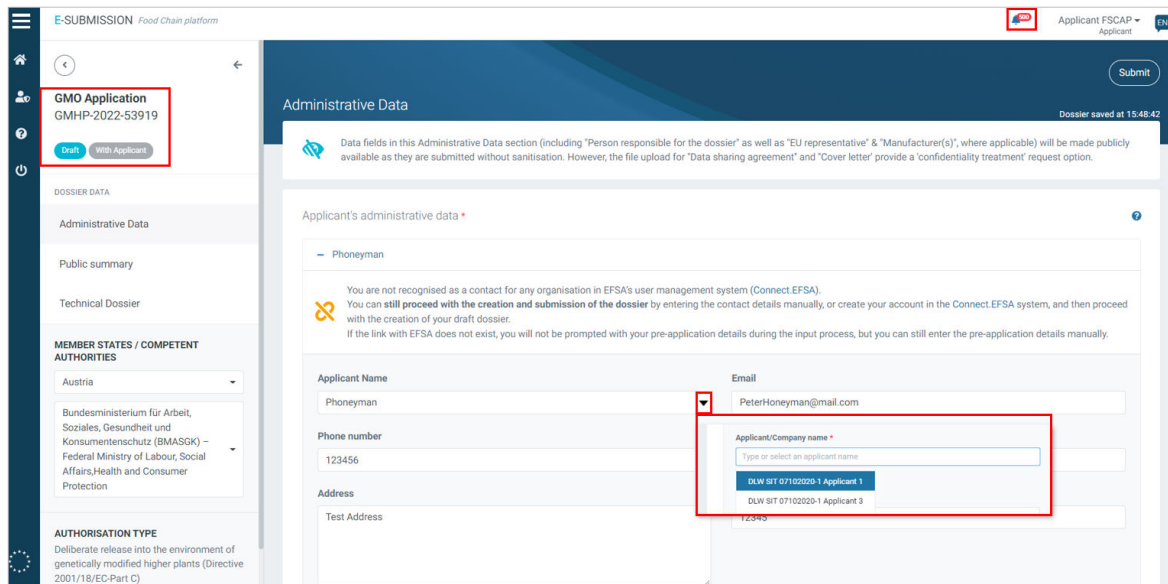 E-SUBMISSION Food Chain platform
500
Applicant FSCAP
Applicant
EN
GMO Application
GMHP-2022-53919
Draft
With Applicant
DOSSIER DATA
Administrative Data
Public summary
Technical Dossier
MEMBER STATES / COMPETENT
AUTHORITIES
Austria
Bundesministerium für Arbeit,
Soziales, Gesundheit und
Konsumentenschutz (BMASGK) –
Federal Ministry of Labour, Social
Affairs,Health and Consumer
Protection
AUTHORISATION TYPE
Deliberate release into the environment of
genetically modified higher plants (Directive
2001/18/EC-Part C)
Submit
Administrative Data
Dossier saved at 15:48:42
Data fields in this Administrative Data section (including "Person responsible for the dossier" as well as "EU representative" & "Manufacturer(s)", where applicable) will be made publicly
available as they are submitted without sanitisation. However, the file upload for "Data sharing agreement" and "Cover letter' provide a 'confidentiality treatment' request option.
Applicant's administrative data *
– Phoneyman
You are not recognised as a contact for any organisation in EFSA's user management system (Connect.EFSA).
You can still proceed with the creation and submission of the dossier by entering the contact details manually, or create your account in the Connect.EFSA system, and then proceed
with the creation of your draft dossier.
If the link with EFSA does not exist, you will not be prompted with your pre-application details during the input process, but you can still enter the pre-application details manually.
Applicant Name
Email
Phoneyman
PeterHoneyman@mail.com
Phone number
123456
Applicant/Company name *
Type or select an applicant name
DLW SIT 07102020-1 Applicant 1
DLW SIT 07102020-1 Applicant 3
Address
Test Address
12345